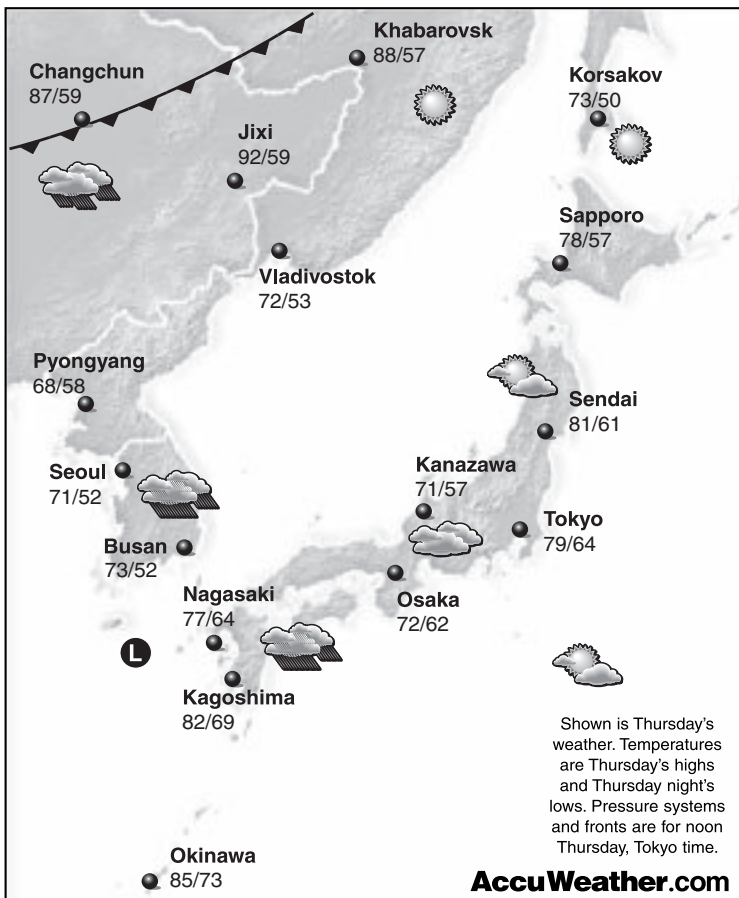 Khabarovsk
88/57
Changchun
87/59
Korsakov
73/50
Jixi
92/59
Sapporo
78/57
Vladivostok
72/53
Pyongyang
68/58
Sendai
81/61
Seoul
71/52
Kanazawa
71/57
Tokyo
79/64
Busan
73/52
Nagasaki
77/64
Osaka
72/62
L
Kagoshima
82/69
Shown is Thursday's
weather. Temperatures
are Thursday's highs
and Thursday night's
lows. Pressure systems
and fronts are for noon
Thursday, Tokyo time.
Okinawa
85/73
AccuWeather.com